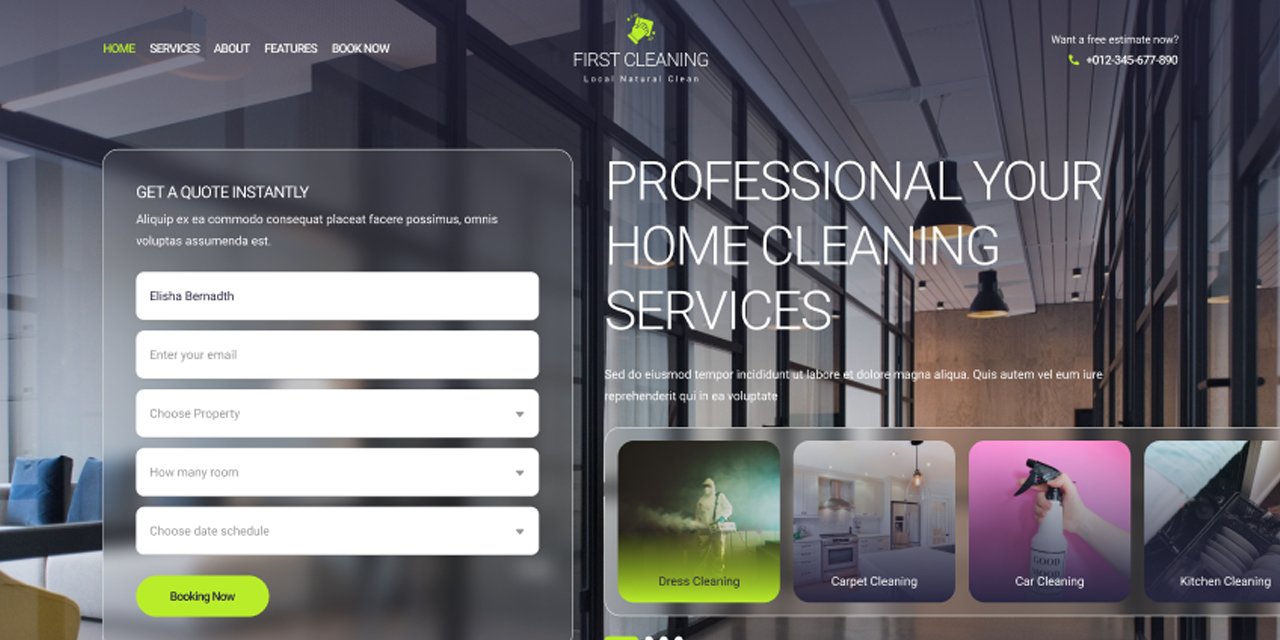 HOME SERVICES ABOUT FEATURES BOOK NOW
FIRST CLEANING
Local Natural Clean
Want a free estimate now?
+012-345-677-890
GET A QUOTE INSTANTLY
Aliquip ex ea commodo consequat placeat facere possimus, omnis
voluptas assumenda est.
Elisha Bernadth
Enter your email
Choose Property
How many room
Choose date schedule
Booking Now
PROFESSIONAL YOUR
HOME CLEANING
SERVICES
Sed do eiusmod tempor incididunt ut labore et dolore magna aliqua. Quis autem vel eum iure
reprehenderit qui in ea voluptate
GOOD
MOOD
Dress Cleaning
Carpet Cleaning
Car Cleaning
Kitchen Cleaning